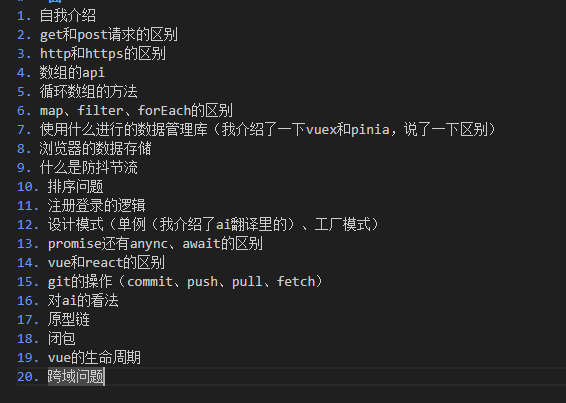 1. 自我介绍
2. get和post请求的区别
3. http和https的区别
4. 数组的api
5. 循环数组的方法
6. map、filter、forEach的区别
7. 使用什么进行的数据管理库（我介绍了一下vuex和pinia，说了一下区别）
8. 浏览器的数据存储
9. 什么是防抖节流
10. 排序问题
11. 注册登录的逻辑
12. 设计模式（单例（我介绍了ai翻译里的）、工厂模式）
13. promise还有anync、await的区别
14. vue和react的区别
15. git的操作（commit、push、pull、fetch）
16. 对ai的看法
17. 原型链
18. 闭包
19. vue的生命周期
20. 跨域问题